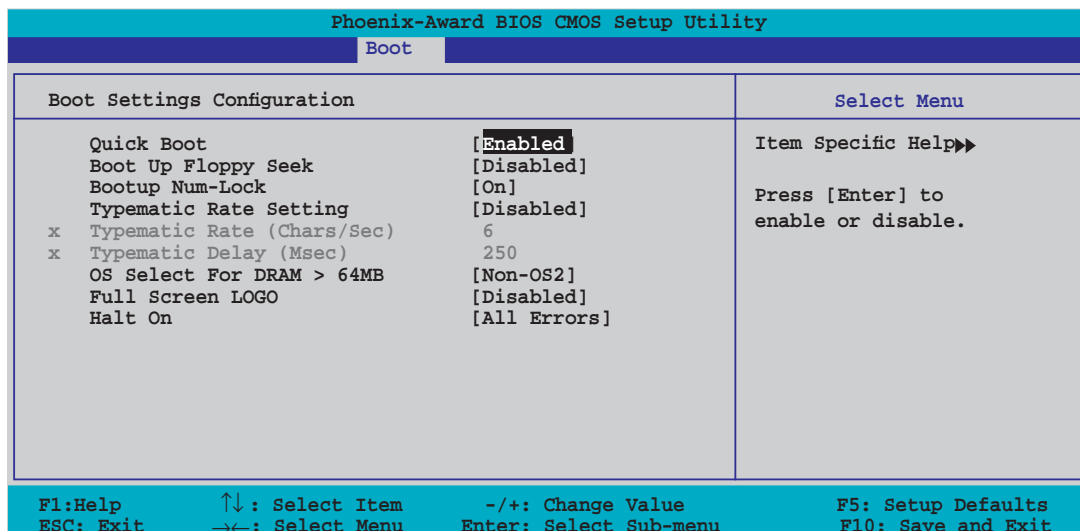 Phoenix-Award BIOS CMOS Setup Utility
Boot
Boot Settings Configuration
Select Menu
Quick Boot [Enabled]
Boot Up Floppy Seek [Disabled]
Bootup Num-Lock [On]
Typematic Rate Setting [Disabled]
x Typematic Rate (Chars/Sec) 6
x Typematic Delay (Msec) 250
OS Select For DRAM > 64MB [Non-OS2]
Full Screen LOGO [Disabled]
Halt On [All Errors]
Item Specific Help▶▶
Press [Enter] to
enable or disable.
F1:Help ↑↓: Select Item -/+: Change Value F5: Setup Defaults
ESC: Exit →←: Select Menu Enter: Select Sub-menu F10: Save and Exit